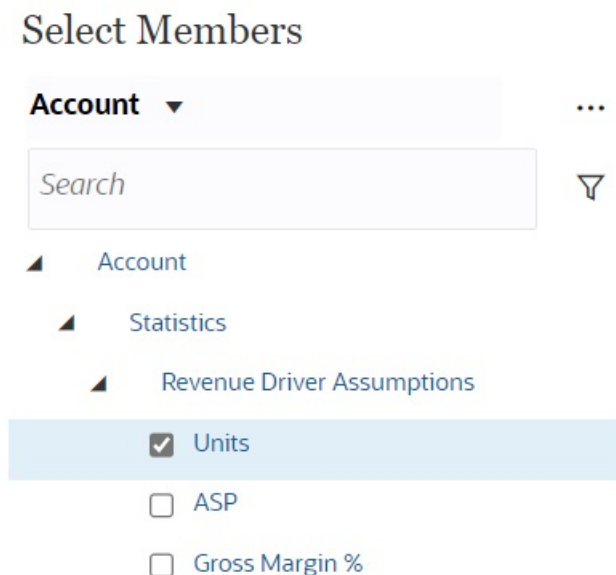 Select Members
Account
...
Search
Account
Statistics
Revenue Driver Assumptions
Units
ASP
Gross Margin %